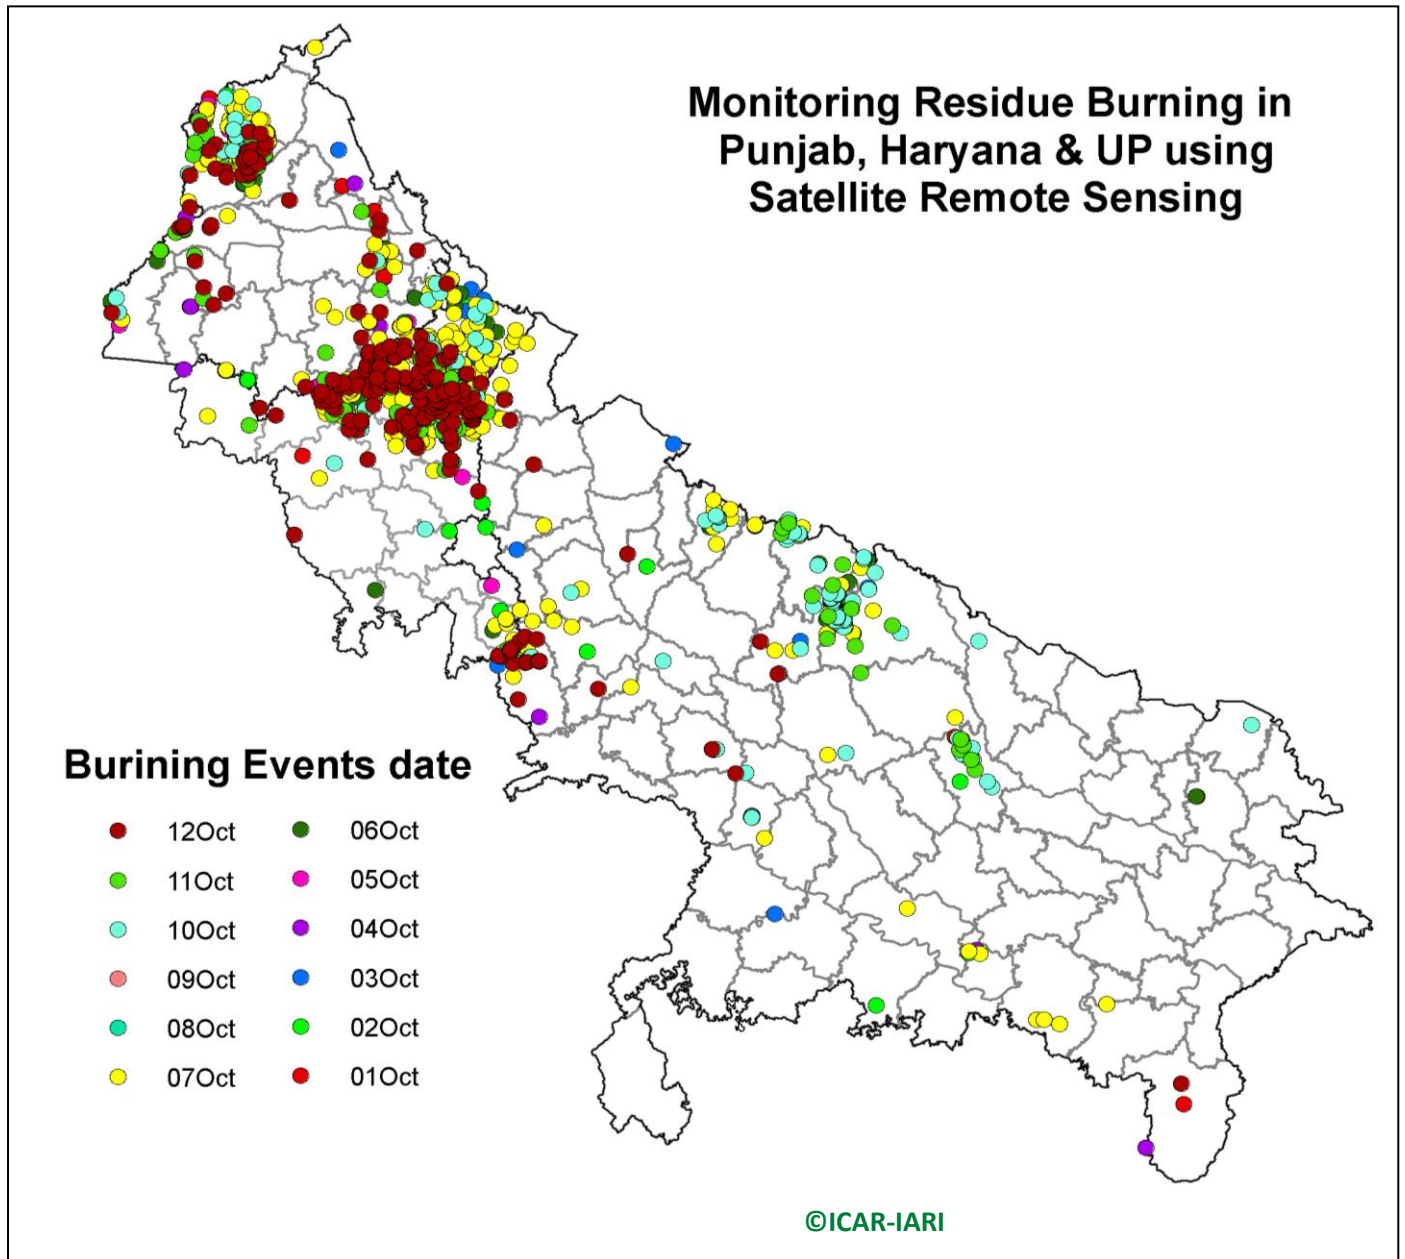 Monitoring Residue Burning in
Punjab, Haryana & UP using
Satellite Remote Sensing
Burining Events date
12Oct
11Oct
10Oct
09Oct
08Oct
07Oct
06Oct
05Oct
04Oct
03Oct
02Oct
01Oct
©ICAR-IARI